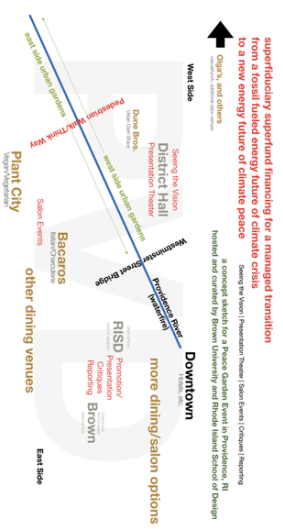 superfiduciary superfund financing for a managed transition
from a fossil fueled energy future of climate crisis
to a new energy future of climate peace
Seeing the Vision | Presentation Theater | Salon Events | Critiques | Reporting
a concept sketch for a Peace Garden Event in Providence, RI
hosted and curated by Brown University and Rhode Island School of Design
Olga's, and others
West Side
Downtown
Hotels, etc.
Seeing the Vision
District Hall
Presentation Theater
Dune Bros.
Westminster Street Bridge
Providence River
(waterfire)
more dining/salon options
Pedestrian Walk/Think Way
west side urban gardens
east side urban gardens
RISD
Promotion/
Presentation
Critiques
Reporting
Brown
Bacaros
Italian/Charcuterie
Salon Events
Plant City
Vegan/Vegetarian
other dining venues
East Side